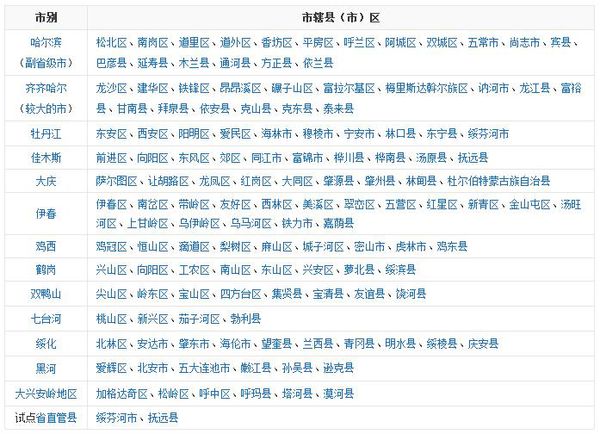 市别 市辖县（市）区
哈尔滨
（副省级市）
松北区、南岗区、道里区、道外区、香坊区、平房区、呼兰区、阿城区、双城区、五常市、尚志市、宾县、
巴彦县、延寿县、木兰县、通河县、方正县、依兰县
齐齐哈尔
（较大的市）
龙沙区、建华区、铁锋区、昂昂溪区、碾子山区、富拉尔基区、梅里斯达斡尔族区、讷河市、龙江县、富裕
县、甘南县、拜泉县、依安县、克山县、克东县、泰来县
牡丹江 东安区、西安区、阳明区、爱民区、海林市、穆棱市、宁安市、林口县、东宁县、绥芬河市
佳木斯 前进区、向阳区、东风区、郊区、同江市、富锦市、桦川县、桦南县、汤原县、抚远县
大庆 萨尔图区、让胡路区、龙凤区、红岗区、大同区、肇源县、肇州县、林甸县、杜尔伯特蒙古族自治县
伊春 伊春区、南岔区、带岭区、友好区、西林区、美溪区、翠峦区、五营区、红星区、新青区、金山屯区、汤旺
河区、上甘岭区、乌伊岭区、乌马河区、铁力市、嘉荫县
鸡西 鸡冠区、恒山区、滴道区、梨树区、麻山区、城子河区、密山市、虎林市、鸡东县
鹤岗 兴山区、向阳区、工农区、南山区、东山区、兴安区、萝北县、绥滨县
双鸭山 尖山区、岭东区、宝山区、四方台区、集贤县、宝清县、友谊县、饶河县
七台河 桃山区、新兴区、茄子河区、勃利县
绥化 北林区、安达市、肇东市、海伦市、望奎县、兰西县、青冈县、明水县、绥棱县、庆安县
黑河 爱辉区、北安市、五大连池市、嫩江县、孙吴县、逊克县
大兴安岭地区 加格达奇区、松岭区、呼中区、呼玛县、塔河县、漠河县
试点省直管县 绥芬河市、抚远县